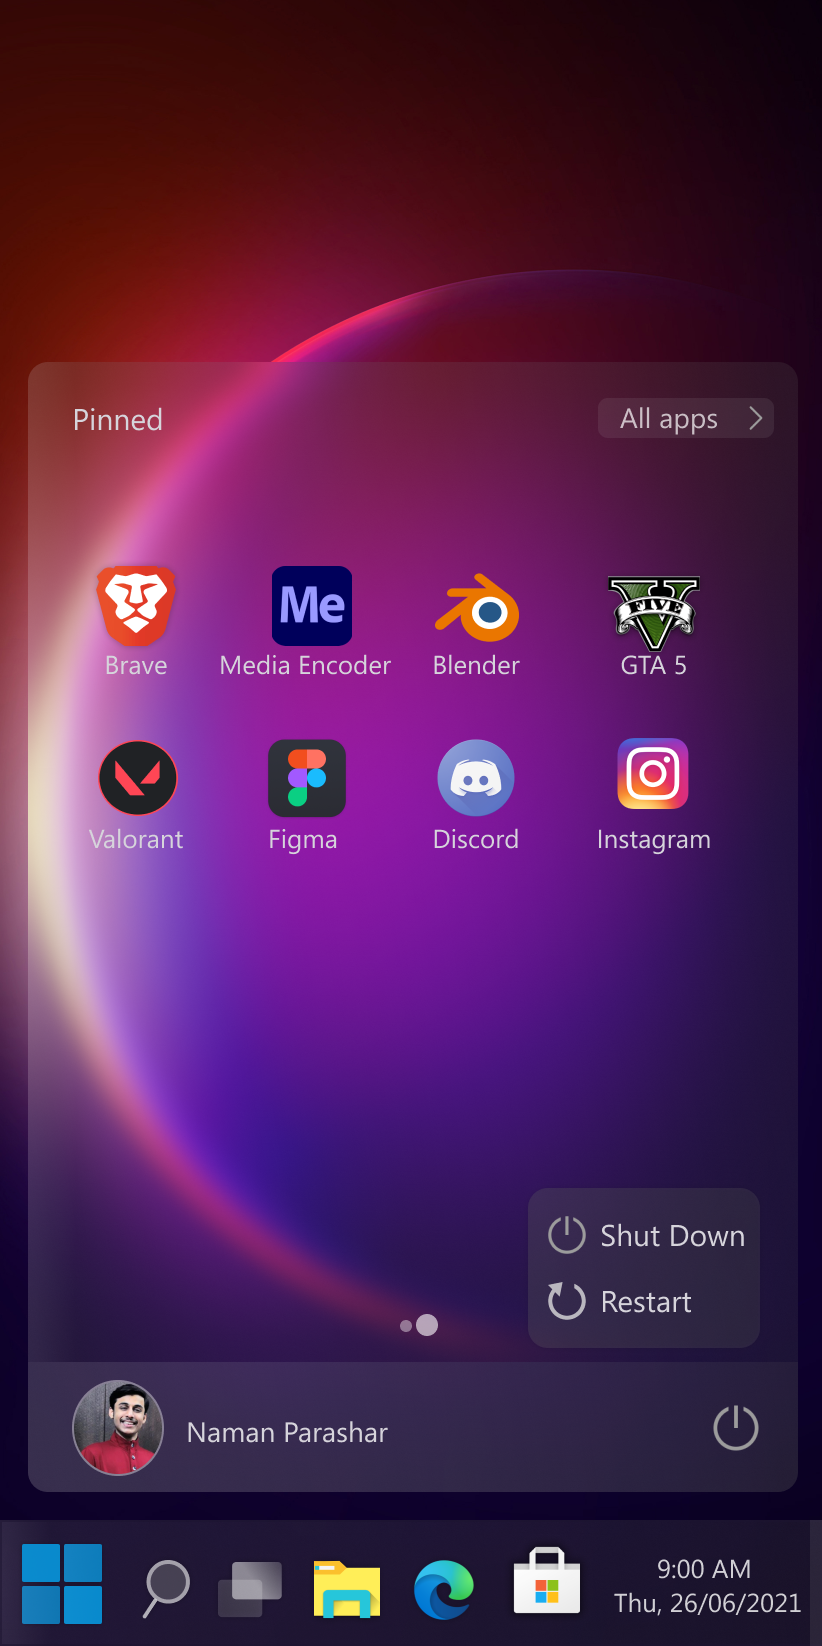 Pinned
All apps
Me
FIVE
Brave
Media Encoder
Blender
GTA 5
Valorant
Figma
Discord
Instagram
Shut Down
Restart
Naman Parashar
9:00 AM
Thu, 26/06/2021